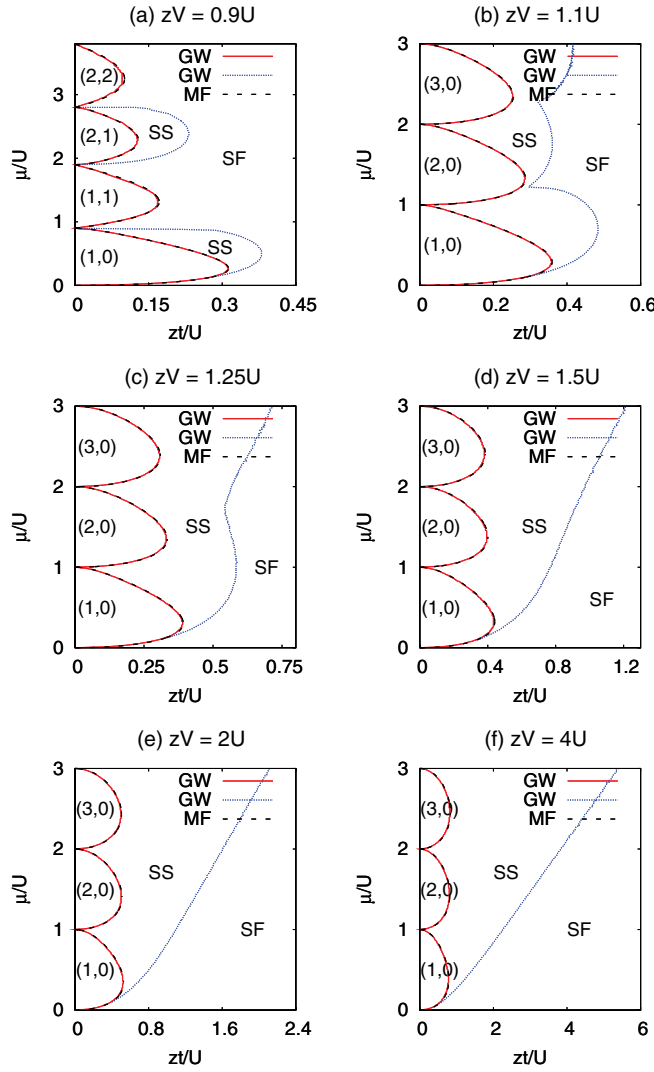 (a) zV = 0.9U
GW
GW
MF
(2,2)
(2,1)
(1,1)
(1,0)
SS
SF
SS
0
1
2
3
0
0.15
0.3
0.45
μ/U
zt/U
(b) zV = 1.1U
GW
GW
MF
(3,0)
(2,0)
(1,0)
SS
SF
0
1
2
3
0
0.2
0.4
0.6
μ/U
zt/U
(c) zV = 1.25U
GW
GW
MF
(3,0)
(2,0)
(1,0)
SS
SF
0
1
2
3
0
0.25
0.5
0.75
μ/U
zt/U
(d) zV = 1.5U
GW
GW
MF
(3,0)
(2,0)
(1,0)
SS
SF
0
1
2
3
0
0.4
0.8
1.2
μ/U
zt/U
(e) zV = 2U
GW
GW
MF
(3,0)
(2,0)
(1,0)
SS
SF
0
1
2
3
0
0.8
1.6
2.4
μ/U
zt/U
(f) zV = 4U
GW
GW
MF
(3,0)
(2,0)
(1,0)
SS
SF
0
1
2
3
0
2
4
6
μ/U
zt/U